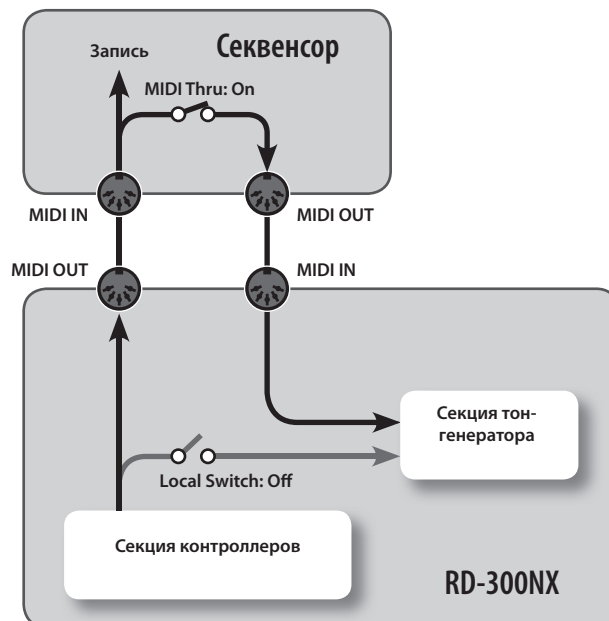 Секвенсор
Запись
MIDI Thru: On
MIDI IN
MIDI OUT
MIDI OUT
MIDI IN
Секция тон-
генератора
Local Switch: Off
Секция контроллеров
RD-300NX